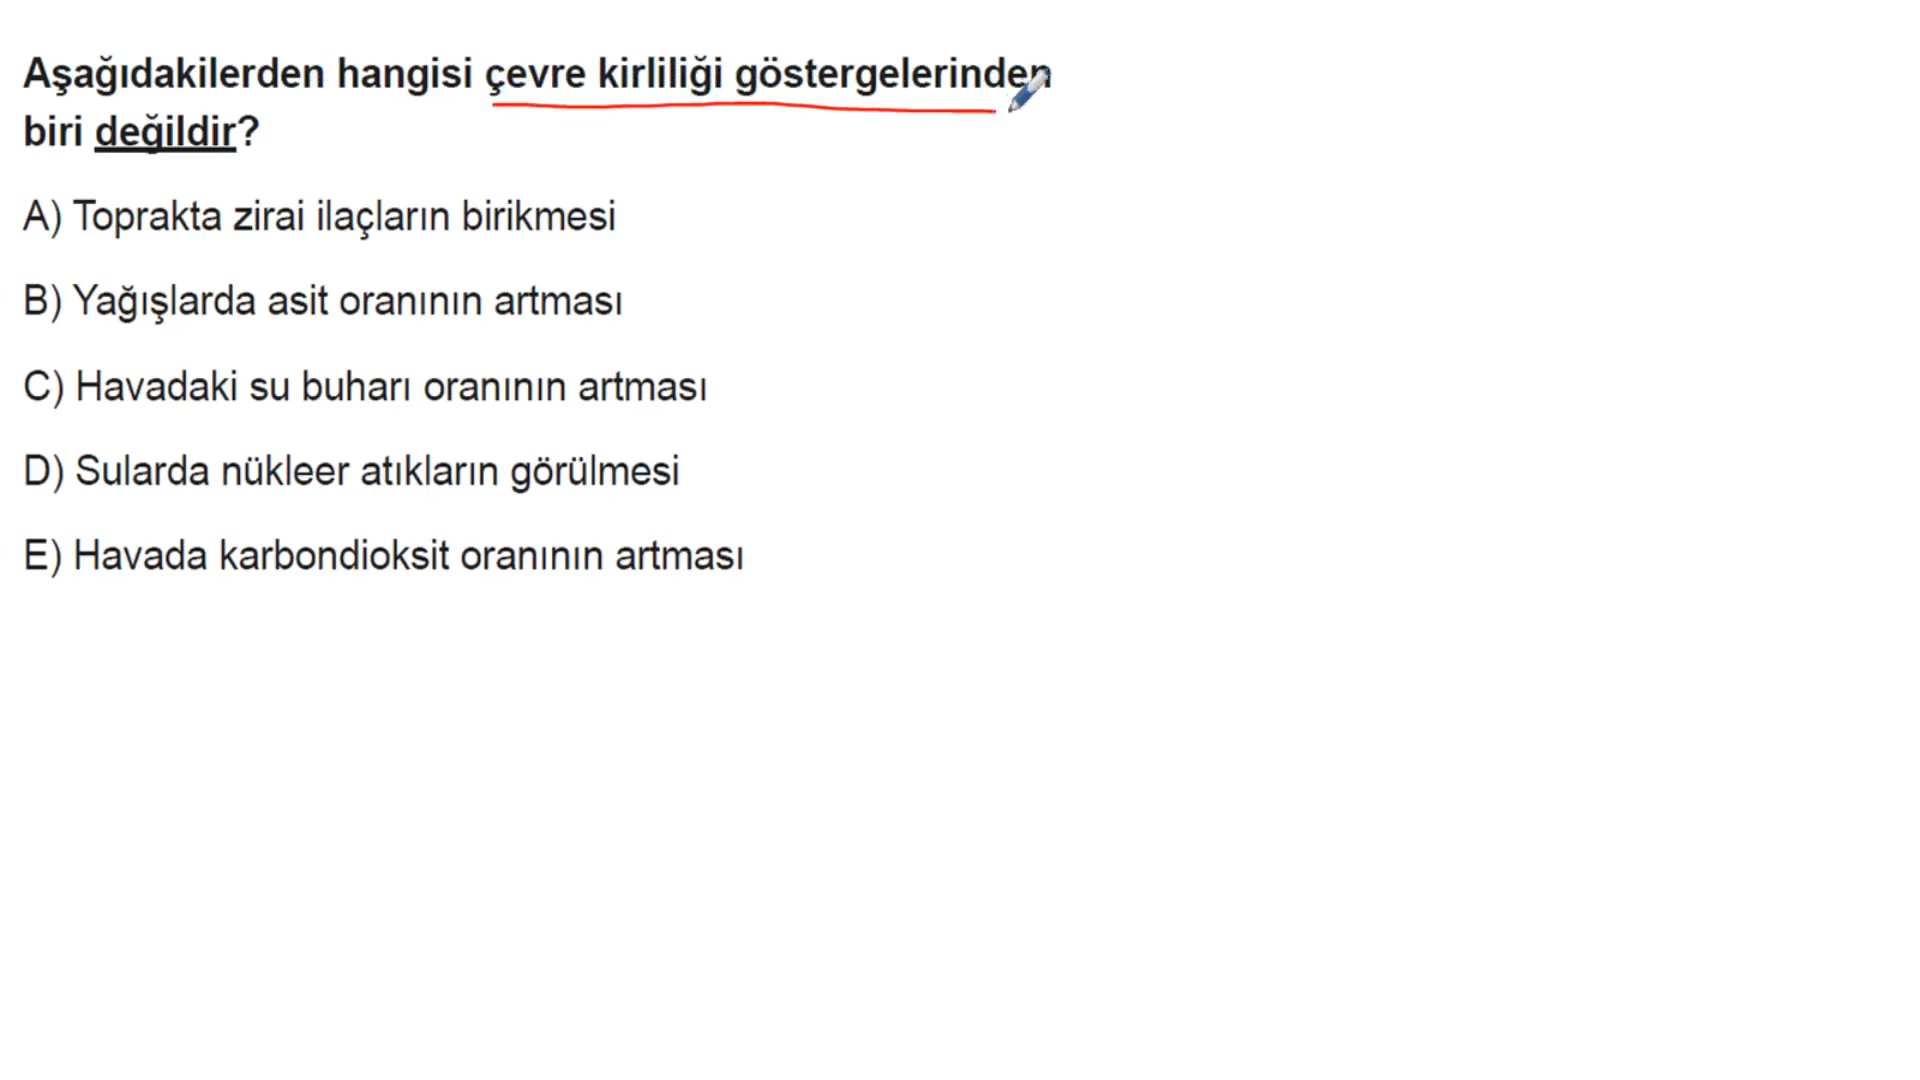 Aşağıdakilerden hangisi çevre kirliliği göstergelerinden
biri değildir?
A) Toprakta zirai ilaçların birikmesi
B) Yağışlarda asit oranının artması
C) Havadaki su buharı oranının artması
D) Sularda nükleer atıkların görülmesi
E) Havada karbondioksit oranının artması